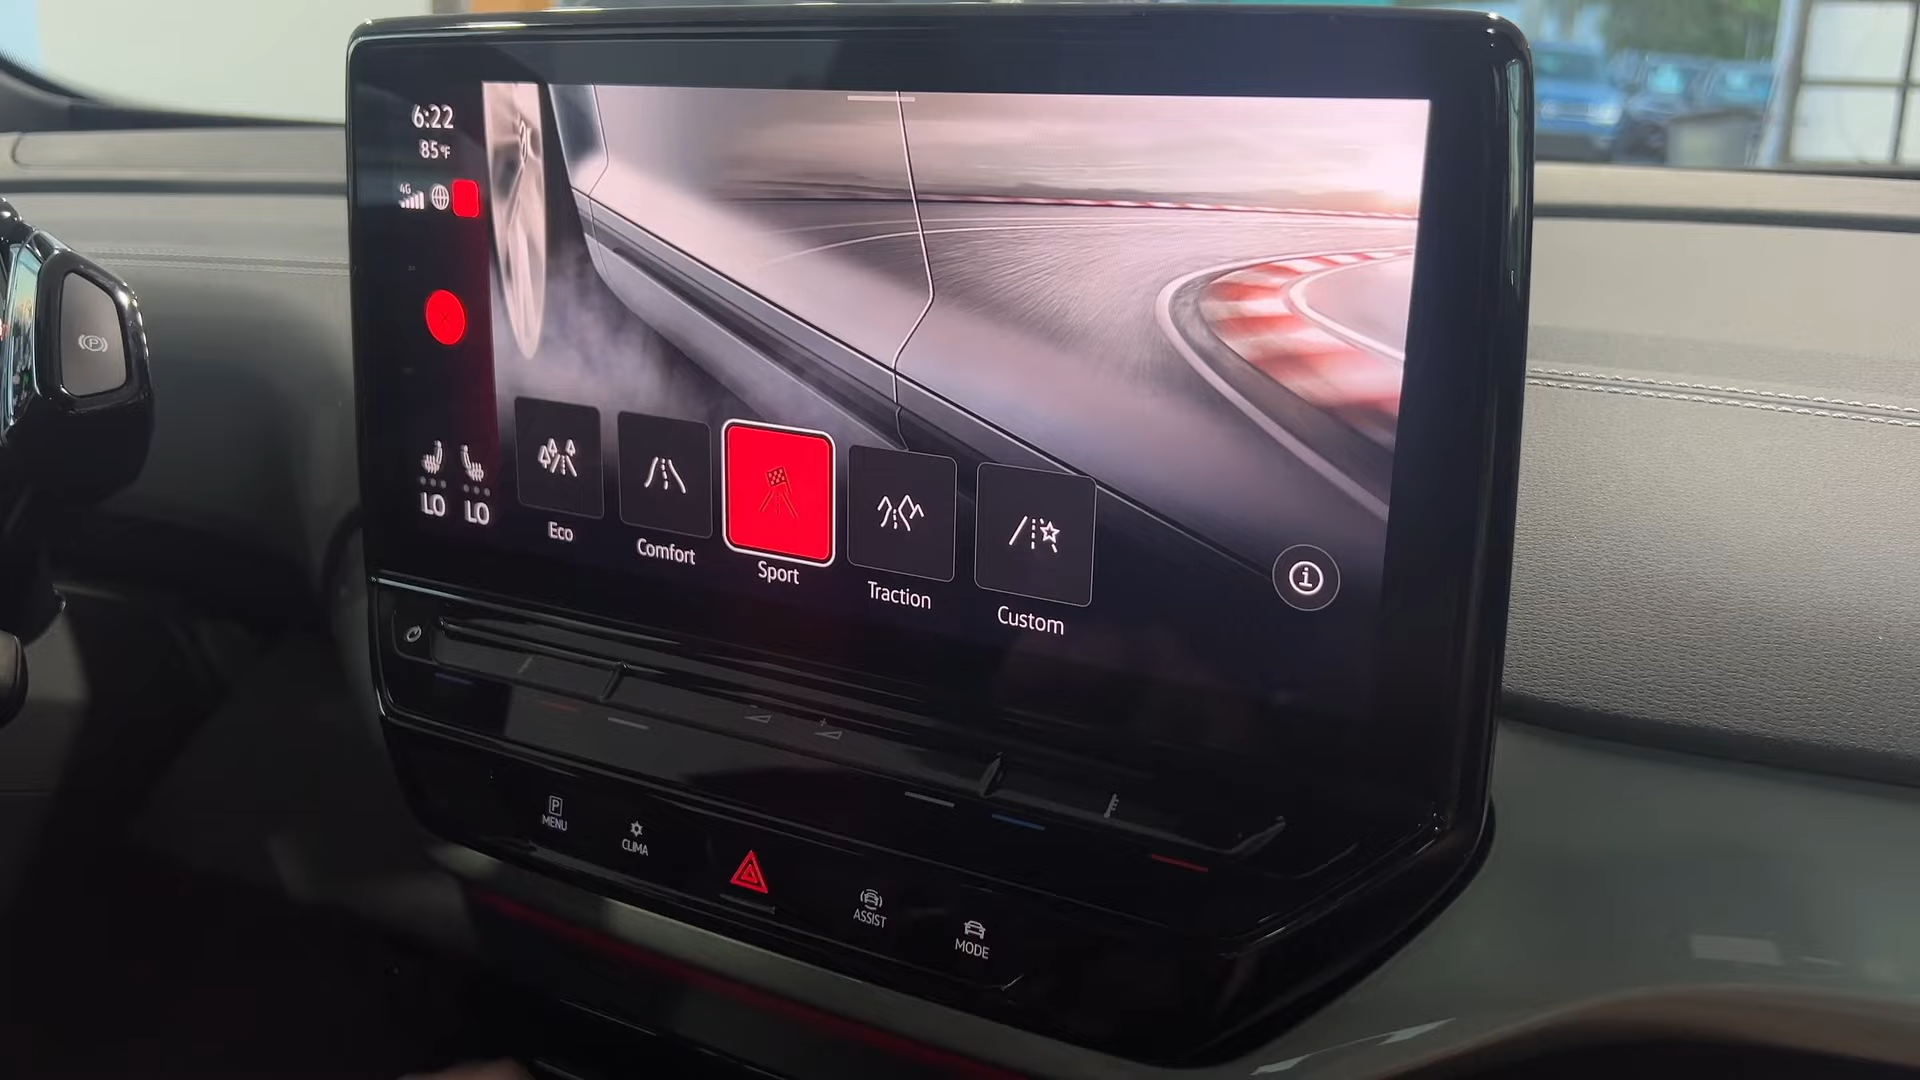 6:22
85°F
4G
LO LO
Eco
Comfort
Sport
Traction
Custom
P
MENU
CLIMA
ASSIST
MODE
P